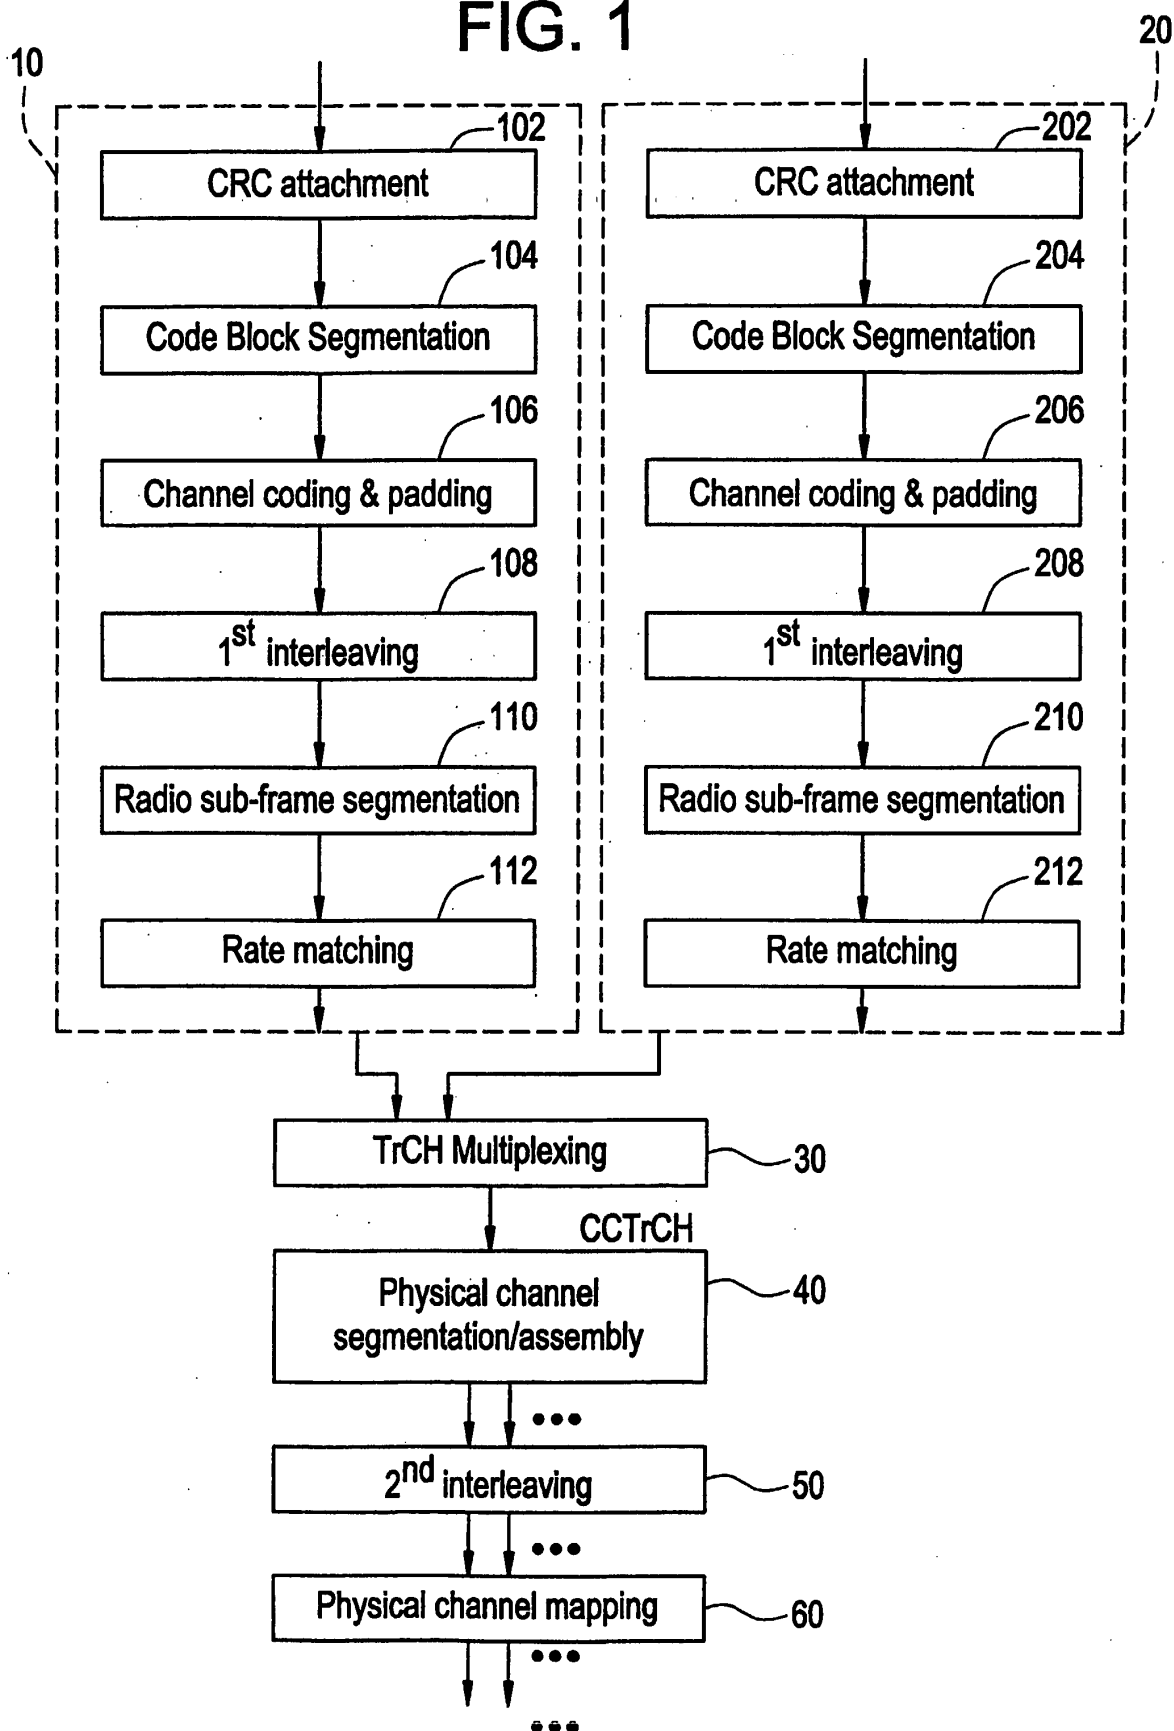 FIG. 1
10
20
102
CRC attachment
202
CRC attachment
104
Code Block Segmentation
204
Code Block Segmentation
106
Channel coding & padding
206
Channel coding & padding
108
1st interleaving
208
1st interleaving
110
Radio sub-frame segmentation
210
Radio sub-frame segmentation
112
Rate matching
212
Rate matching
TrCH Multiplexing
30
CCTrCH
Physical channel
segmentation/assembly
40
•••
2nd interleaving
50
•••
Physical channel mapping
60
•••
•••